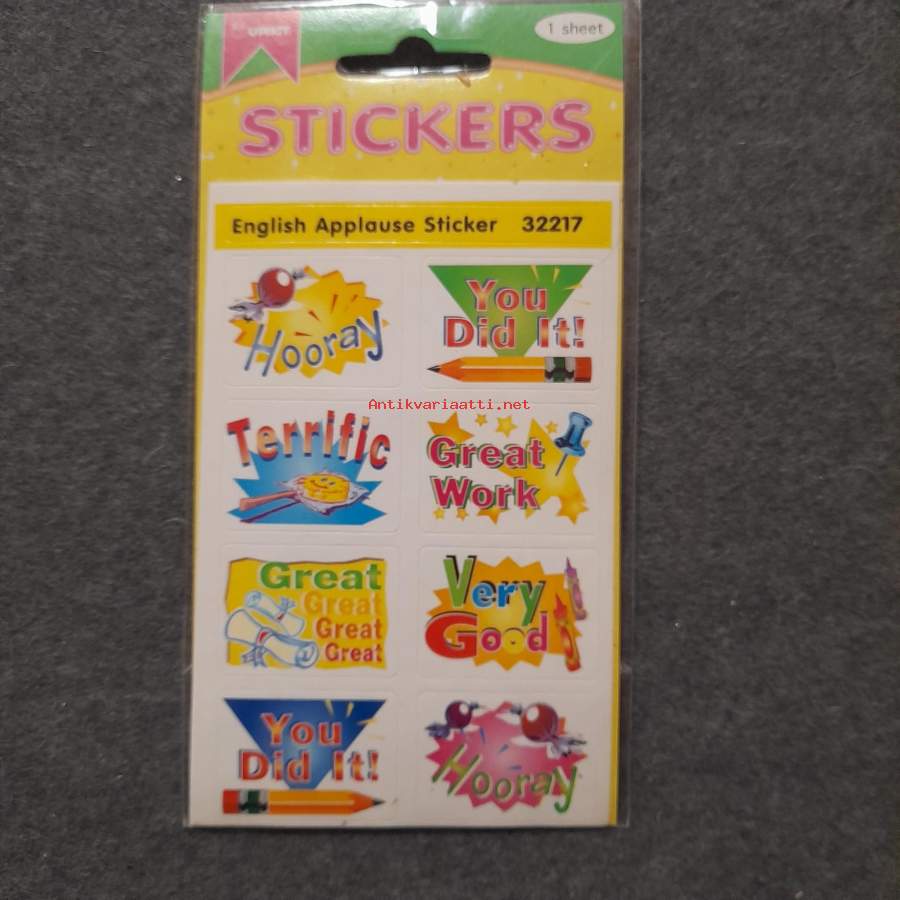 1 sheet
STICKERS
English Applause Sticker 32217
Hooray
You
Did It!
Antikvariaatti.net
Terrific
Great
Work
Great
Great
Great
Great
Very
Good
You
Did It!
Hooray